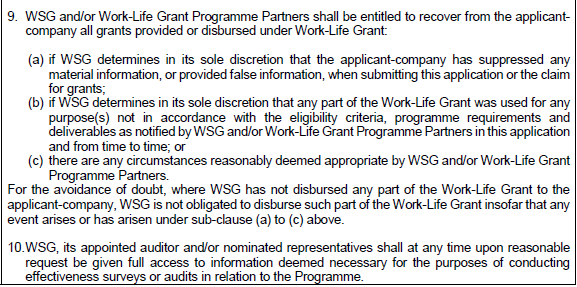 9. WSG and/or Work-Life Grant Programme Partners shall be entitled to recover from the applicant-
company all grants provided or disbursed under Work-Life Grant:
(a) if WSG determines in its sole discretion that the applicant-company has suppressed any
material information, or provided false information, when submitting this application or the claim
for grants;
(b) if WSG determines in its sole discretion that any part of the Work-Life Grant was used for any
purpose(s) not in accordance with the eligibility criteria, programme requirements and
deliverables as notified by WSG and/or Work-Life Grant Programme Partners in this application
and from time to time; or
(c) there are any circumstances reasonably deemed appropriate by WSG and/or Work-Life Grant
Programme Partners.
For the avoidance of doubt, where WSG has not disbursed any part of the Work-Life Grant to the
applicant-company, WSG is not obligated to disburse such part of the Work-Life Grant insofar that any
event arises or has arisen under sub-clause (a) to (c) above.
10.WSG, its appointed auditor and/or nominated representatives shall at any time upon reasonable
request be given full access to information deemed necessary for the purposes of conducting
effectiveness surveys or audits in relation to the Programme.